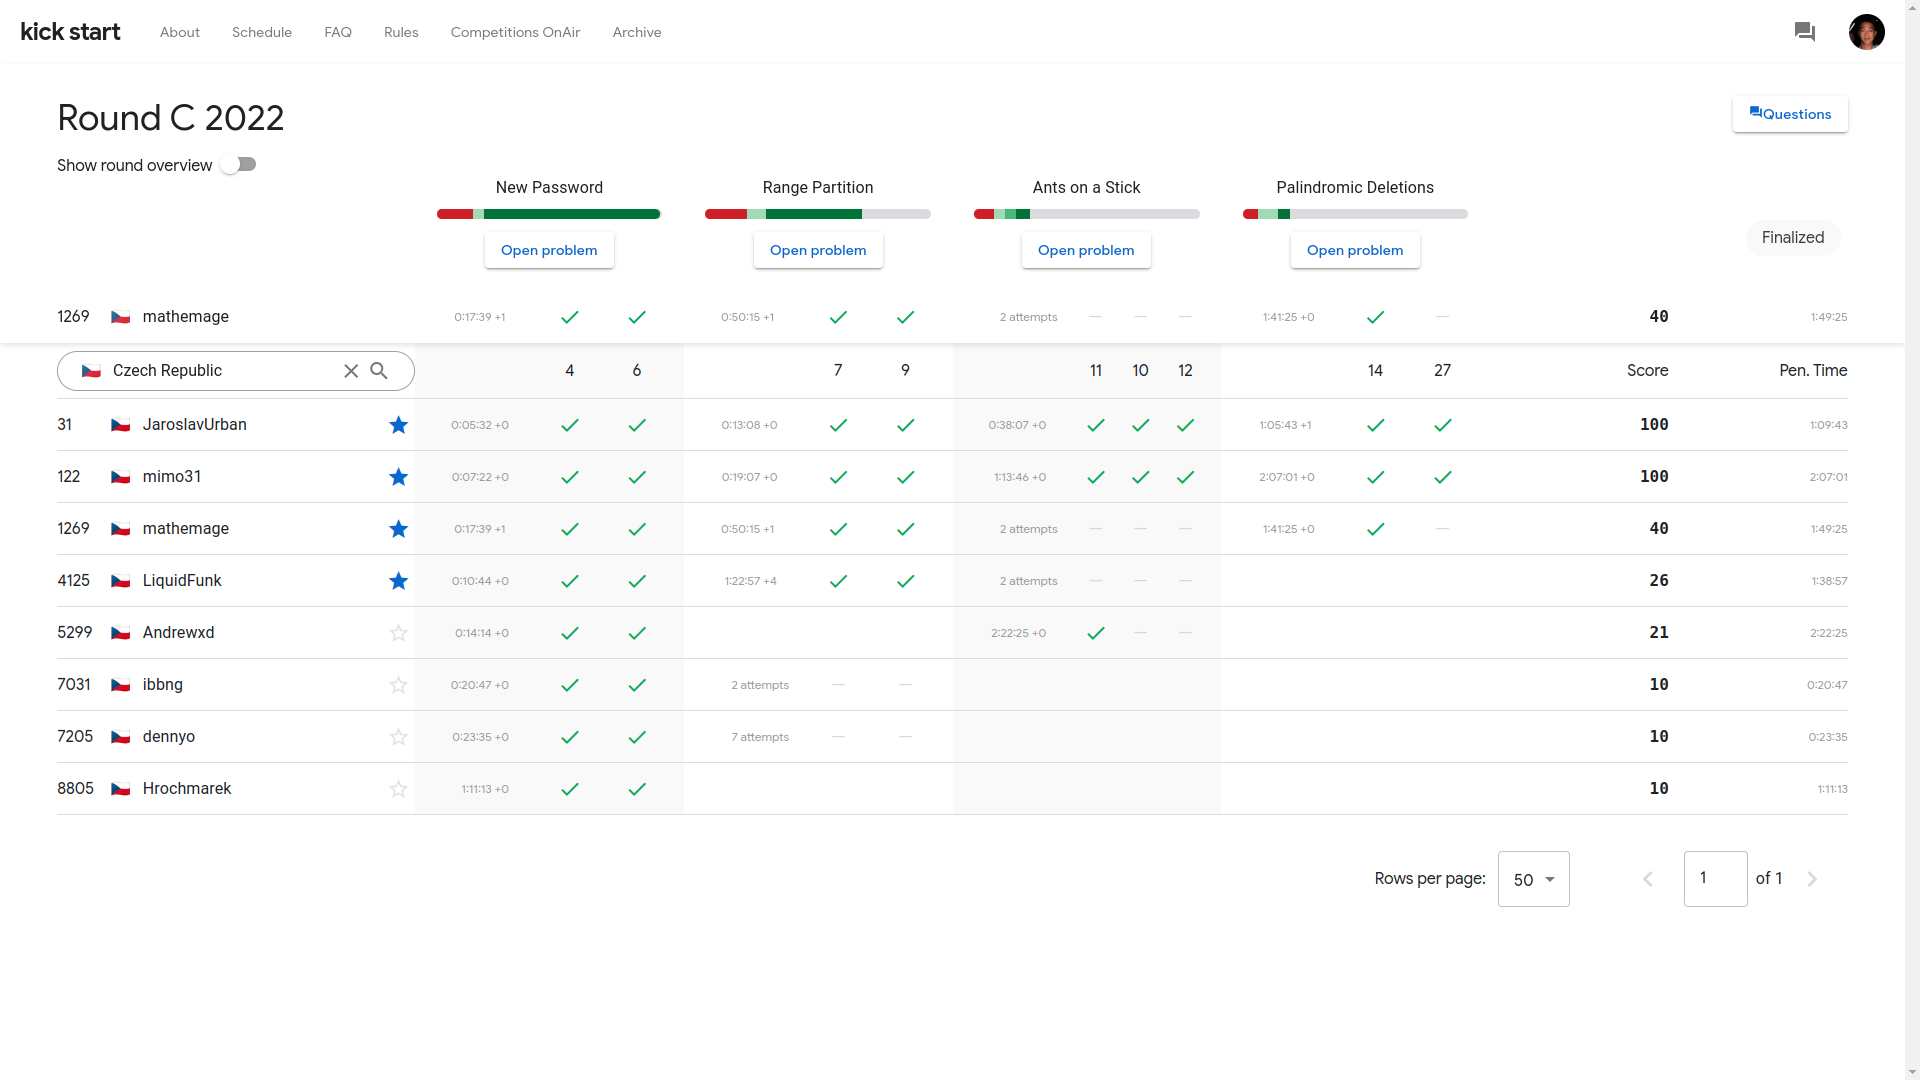 kick start About Schedule FAQ Rules Competitions OnAir Archive
Round C 2022
Questions
Show round overview
New Password Range Partition Ants on a Stick Palindromic Deletions
Finalized
Open problem Open problem Open problem Open problem
1269 mathemage 0:17:39 +1 0:50:15 +1 2 attempts — — — 1:41:25 +0 — 40 1:49:25
Czech Republic 4 6 7 9 11 10 12 14 27 Score Pen. Time
31 JaroslavUrban 0:05:32 +0 0:13:08 +0 0:38:07 +0 1:05:43 +1 100 1:09:43
122 mimo31 0:07:22 +0 0:19:07 +0 1:13:46 +0 2:07:01 +0 100 2:07:01
1269 mathemage 0:17:39 +1 0:50:15 +1 2 attempts — — — 1:41:25 +0 — 40 1:49:25
4125 LiquidFunk 0:10:44 +0 1:22:57 +4 2 attempts — — — 26 1:38:57
5299 Andrewxd 0:14:14 +0 2:22:25 +0 — — 21 2:22:25
7031 ibbng 0:20:47 +0 2 attempts — — 10 0:20:47
7205 dennyo 0:23:35 +0 7 attempts — — 10 0:23:35
8805 Hrochmarek 1:11:13 +0 10 1:11:13
Rows per page: 50 1 of 1